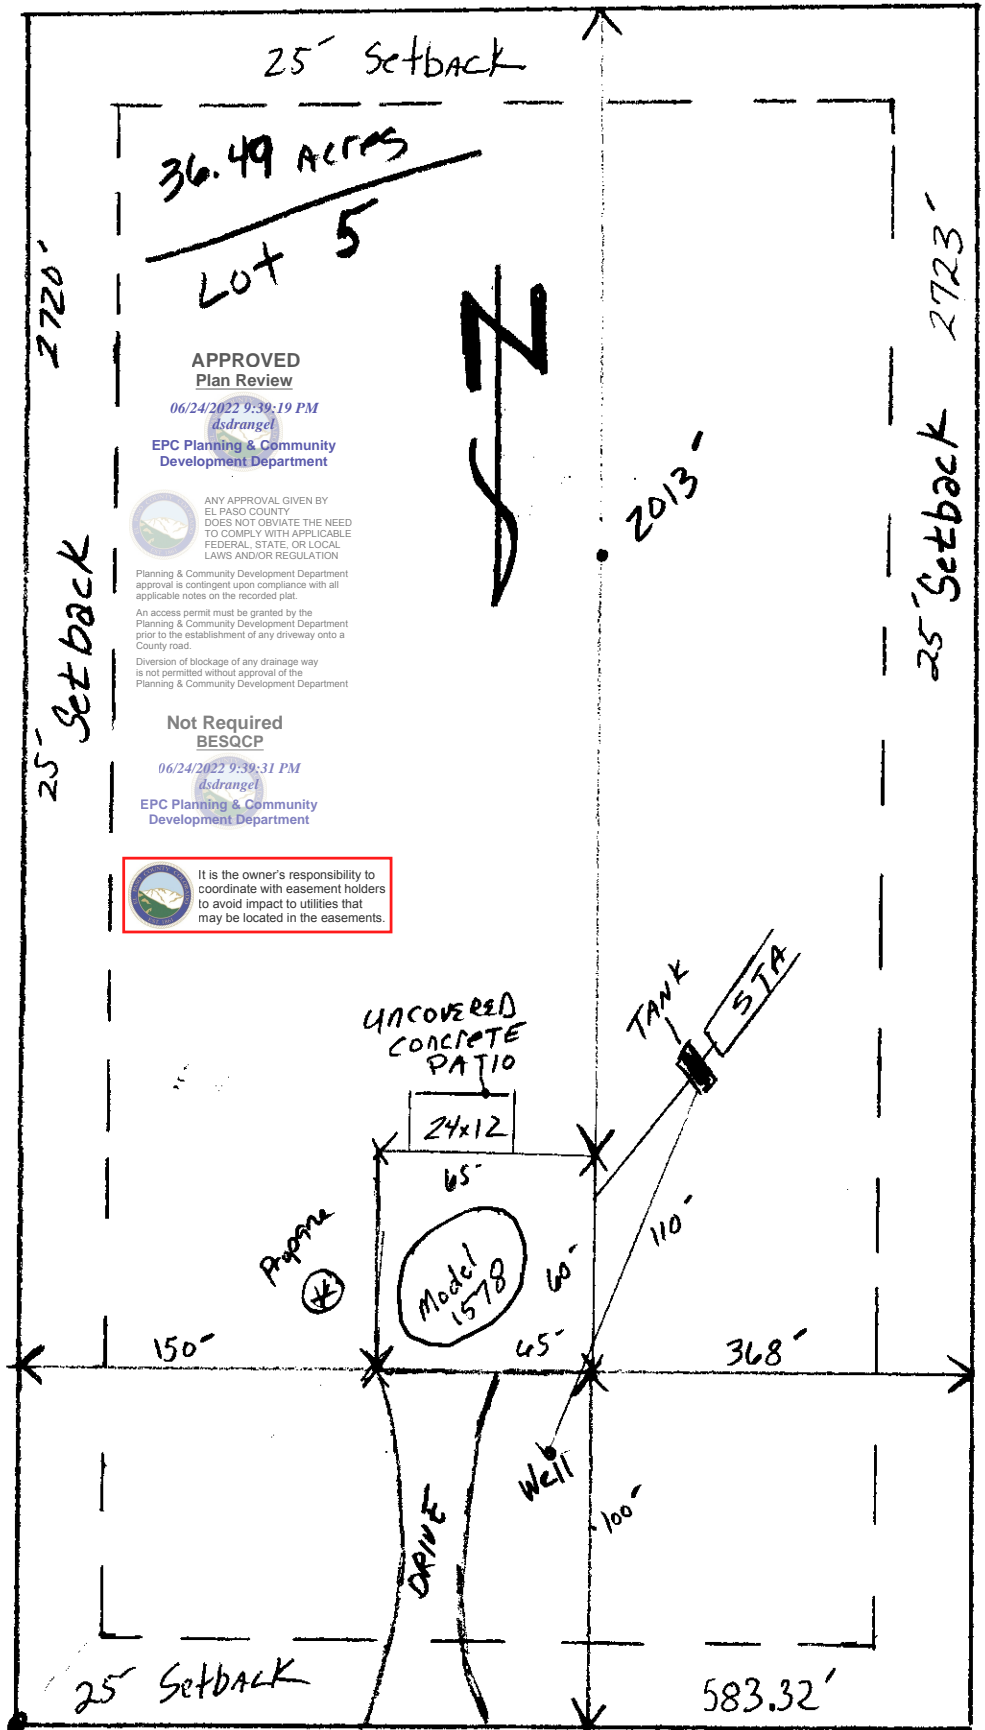 25' Setback
36.49 Acres
Lot 5
N
2720'
2723'
APPROVED
Plan Review
06/24/2022 9:39:19 PM
dsdrangel
EPC Planning & Community
Development Department
2013'
ANY APPROVAL GIVEN BY
EL PASO COUNTY
DOES NOT OBVIATE THE NEED
TO COMPLY WITH APPLICABLE
FEDERAL, STATE, OR LOCAL
LAWS AND/OR REGULATION
Planning & Community Development Department
approval is contingent upon compliance with all
applicable notes on the recorded plat.
An access permit must be granted by the
Planning & Community Development Department
prior to the establishment of any driveway onto a
County road.
Diversion of blockage of any drainage way
is not permitted without approval of the
Planning & Community Development Department
25' Setback
25' Setback
Not Required
BESQCP
06/24/2022 9:39:31 PM
dsdrangel
EPC Planning & Community
Development Department
It is the owner's responsibility to
coordinate with easement holders
to avoid impact to utilities that
may be located in the easements.
UNCOVERED
CONCRETE
PATIO
24x12
TANK
STA
65'
Propane
Model
1578
60'
110'
150'
65'
368'
Well
100'
DRIVE
25' Setback
583.32'